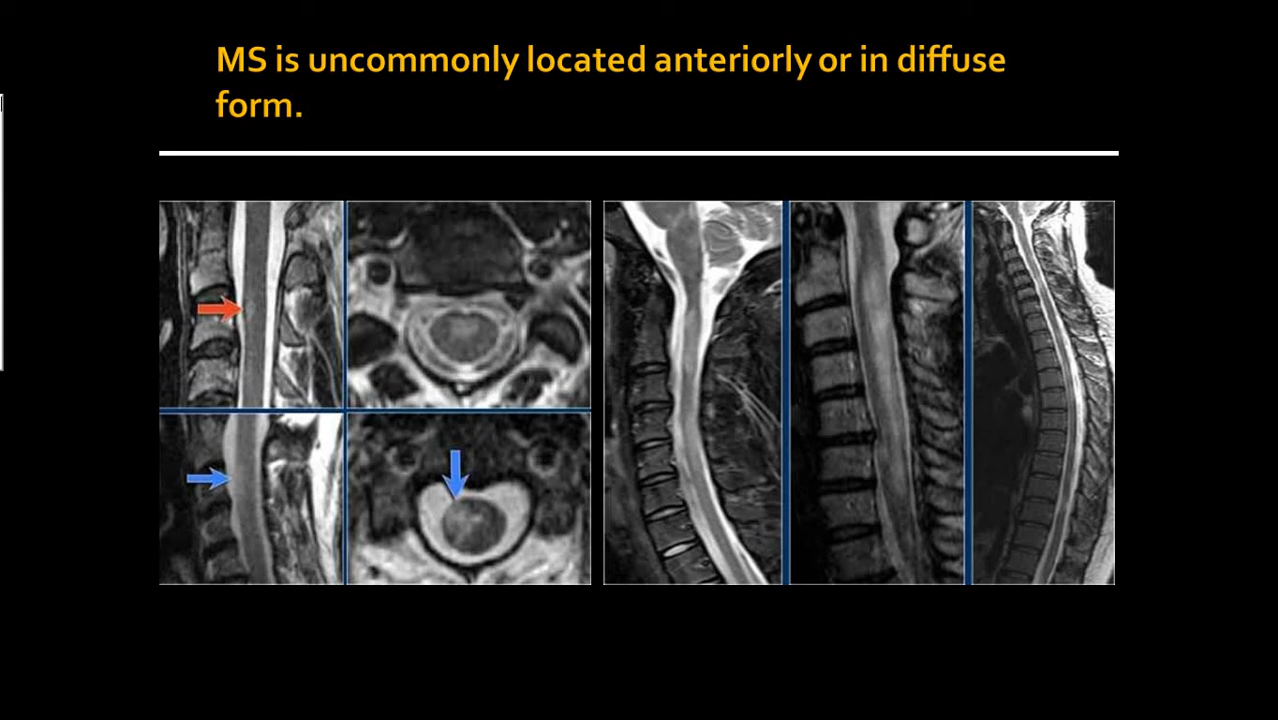 MS is uncommonly located anteriorly or in diffuse
form.